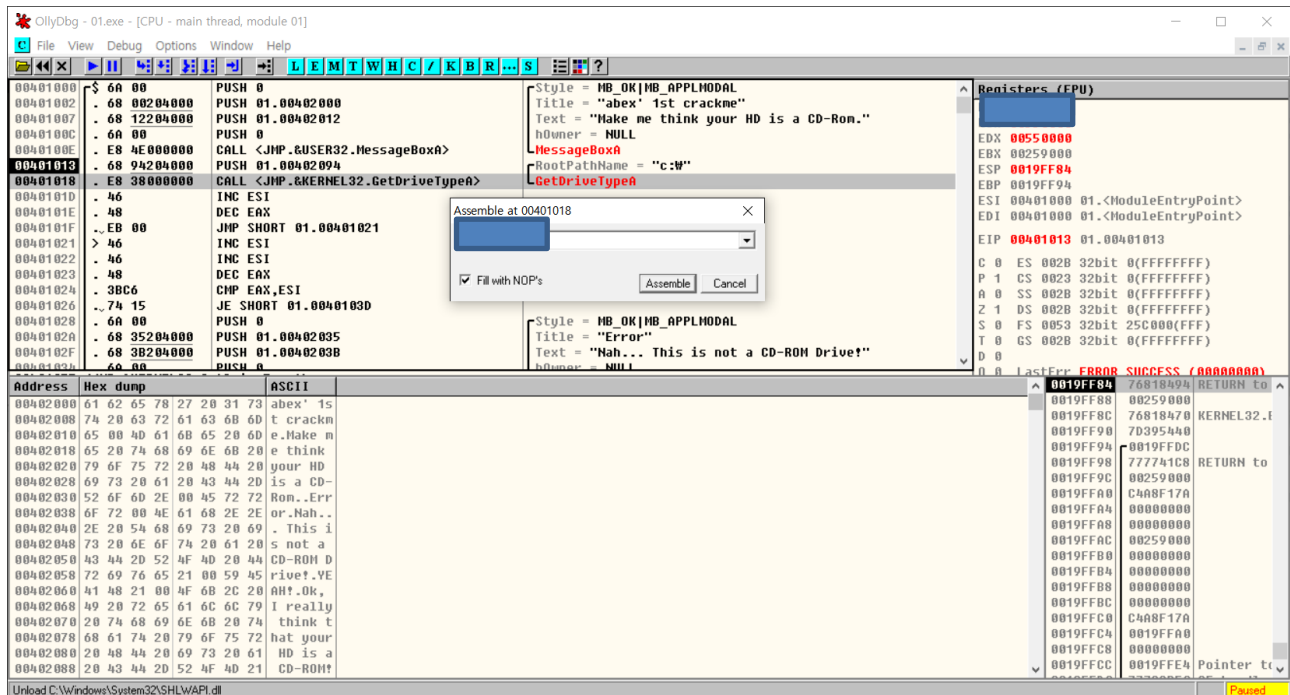 OllyDbg - 01.exe - [CPU - main thread, module 01]
C File View Debug Options Window Help
L E M T W H C / K B R ... S ?
00401000 $ 6A 00 PUSH 0 Style = MB_OK|MB_APPLMODAL
00401002 . 68 00204000 PUSH 01.00402000 Title = "abex' 1st crackme"
00401007 . 68 12204000 PUSH 01.00402012 Text = "Make me think your HD is a CD-Rom."
0040100C . 6A 00 PUSH 0 hOwner = NULL
0040100E . E8 4E000000 CALL <JMP.&USER32.MessageBoxA> MessageBoxA
00401013 . 68 94204000 PUSH 01.00402094 RootPathName = "c:₩"
00401018 . E8 38000000 CALL <JMP.&KERNEL32.GetDriveTypeA> GetDriveTypeA
0040101D . 46 INC ESI
0040101E . 48 DEC EAX
0040101F .. EB 00 JMP SHORT 01.00401021
00401021 > 46 INC ESI
00401022 . 46 INC ESI
00401023 . 48 DEC EAX
00401024 . 3BC6 CMP EAX,ESI
00401026 .. 74 15 JE SHORT 01.0040103D
00401028 . 6A 00 PUSH 0 Style = MB_OK|MB_APPLMODAL
0040102A . 68 35204000 PUSH 01.00402035 Title = "Error"
0040102F . 68 3B204000 PUSH 01.0040203B Text = "Nah... This is not a CD-ROM Drive!"
00401034 . 6A 00 PUSH 0 hOwner = NULL
Assemble at 00401018
Fill with NOP's
Assemble Cancel
Registers (FPU)
EDX 00550000
EBX 00259000
ESP 0019FF84
EBP 0019FF94
ESI 00401000 01.<ModuleEntryPoint>
EDI 00401000 01.<ModuleEntryPoint>
EIP 00401013 01.00401013
C 0 ES 002B 32bit 0(FFFFFFFF)
P 1 CS 0023 32bit 0(FFFFFFFF)
A 0 SS 002B 32bit 0(FFFFFFFF)
Z 1 DS 002B 32bit 0(FFFFFFFF)
S 0 FS 0053 32bit 25C000(FFF)
T 0 GS 002B 32bit 0(FFFFFFFF)
D 0
O 0 LastErr ERROR_SUCCESS (00000000)
Address Hex dump ASCII
00402000 61 62 65 78 27 20 31 73 abex' 1s
00402008 74 20 63 72 61 63 6B 6D t crackm
00402010 65 00 4D 61 6B 65 20 6D e.Make m
00402018 65 20 74 68 69 6E 6B 20 e think
00402020 79 6F 75 72 20 48 44 20 your HD
00402028 69 73 20 61 20 43 44 2D is a CD-
00402030 52 6F 6D 2E 00 45 72 72 Rom..Err
00402038 6F 72 00 4E 61 68 2E 2E or.Nah..
00402040 2E 20 54 68 69 73 20 69 . This i
00402048 73 20 6E 6F 74 20 61 20 s not a
00402050 43 44 2D 52 4F 4D 20 44 CD-ROM D
00402058 72 69 76 65 21 00 59 45 rive!.YE
00402060 41 48 21 00 4F 6B 2C 20 AH!.Ok,
00402068 49 20 72 65 61 6C 6C 79 I really
00402070 20 74 68 69 6E 6B 20 74 think t
00402078 68 61 74 20 79 6F 75 72 hat your
00402080 20 48 44 20 69 73 20 61 HD is a
00402088 20 43 44 2D 52 4F 4D 21 CD-ROM!
0019FF84 76818494 RETURN to
0019FF88 00259000
0019FF8C 76818470 KERNEL32.
0019FF90 7D395440
0019FF94 0019FFDC
0019FF98 777741C8 RETURN to
0019FF9C 00259000
0019FFA0 C4A8F17A
0019FFA4 00000000
0019FFA8 00000000
0019FFAC 00259000
0019FFB0 00000000
0019FFB4 00000000
0019FFB8 00000000
0019FFBC 00000000
0019FFC0 C4A8F17A
0019FFC4 0019FFA0
0019FFC8 00000000
0019FFCC 0019FFE4 Pointer to
Unload C:\Windows\System32\SHLWAPI.dll
Paused